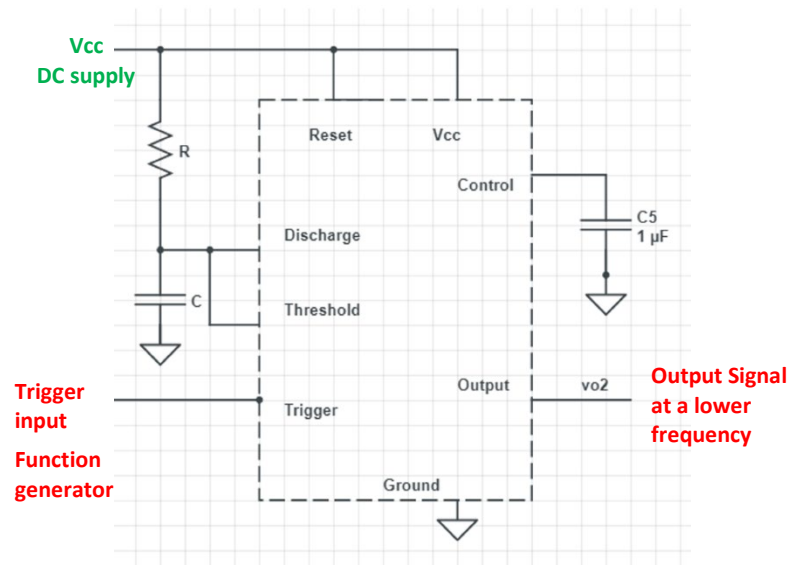 Vcc
DC supply
Reset
Vcc
R
Control
C5
1 µF
Discharge
C
Threshold
Trigger
input
Function
generator
Trigger
Output
vo2
Output Signal
at a lower
frequency
Ground